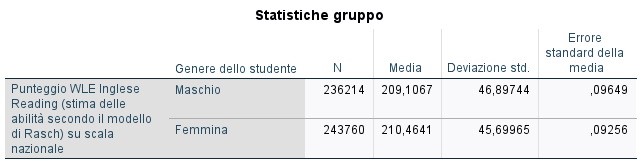 Statistiche gruppo
Genere dello studente N Media Deviazione std. Errore standard della media
Punteggio WLE Inglese
Reading (stima delle
abilità secondo il modello
di Rasch) su scala
nazionale
Maschio 236214 209,1067 46,89744 ,09649
Femmina 243760 210,4641 45,69965 ,09256